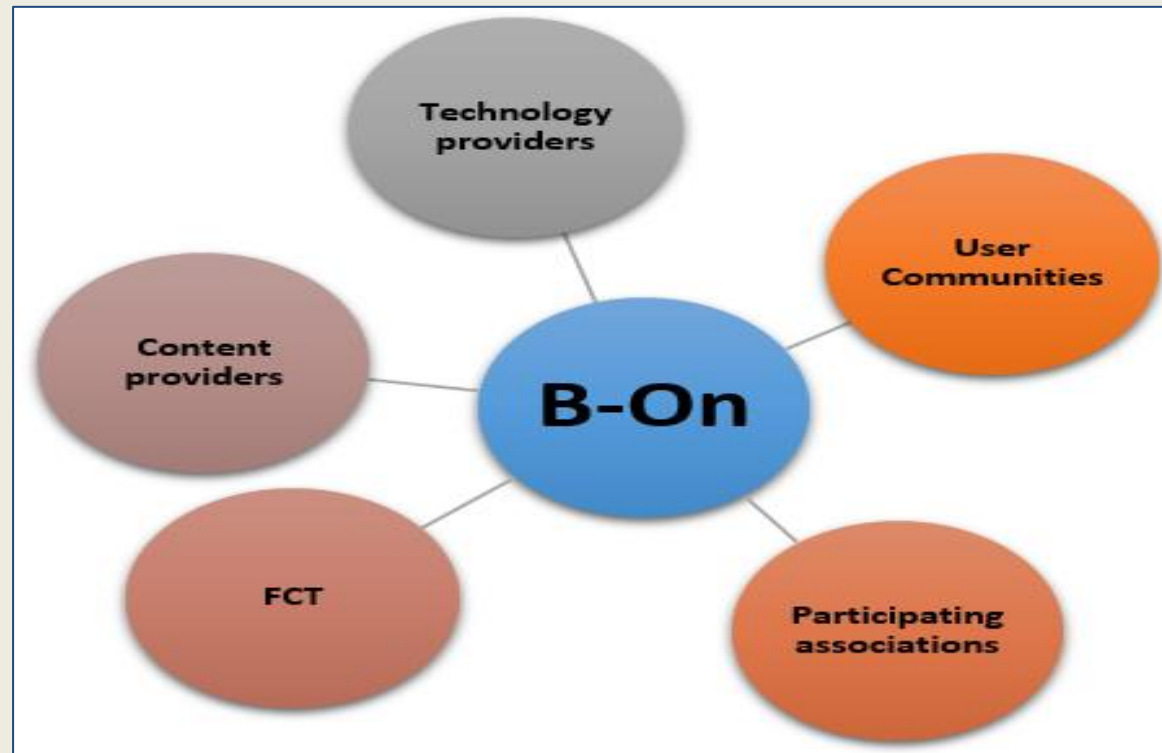 Technology
providers
User
Communities
Content
providers
B-On
FCT
Participating
associations